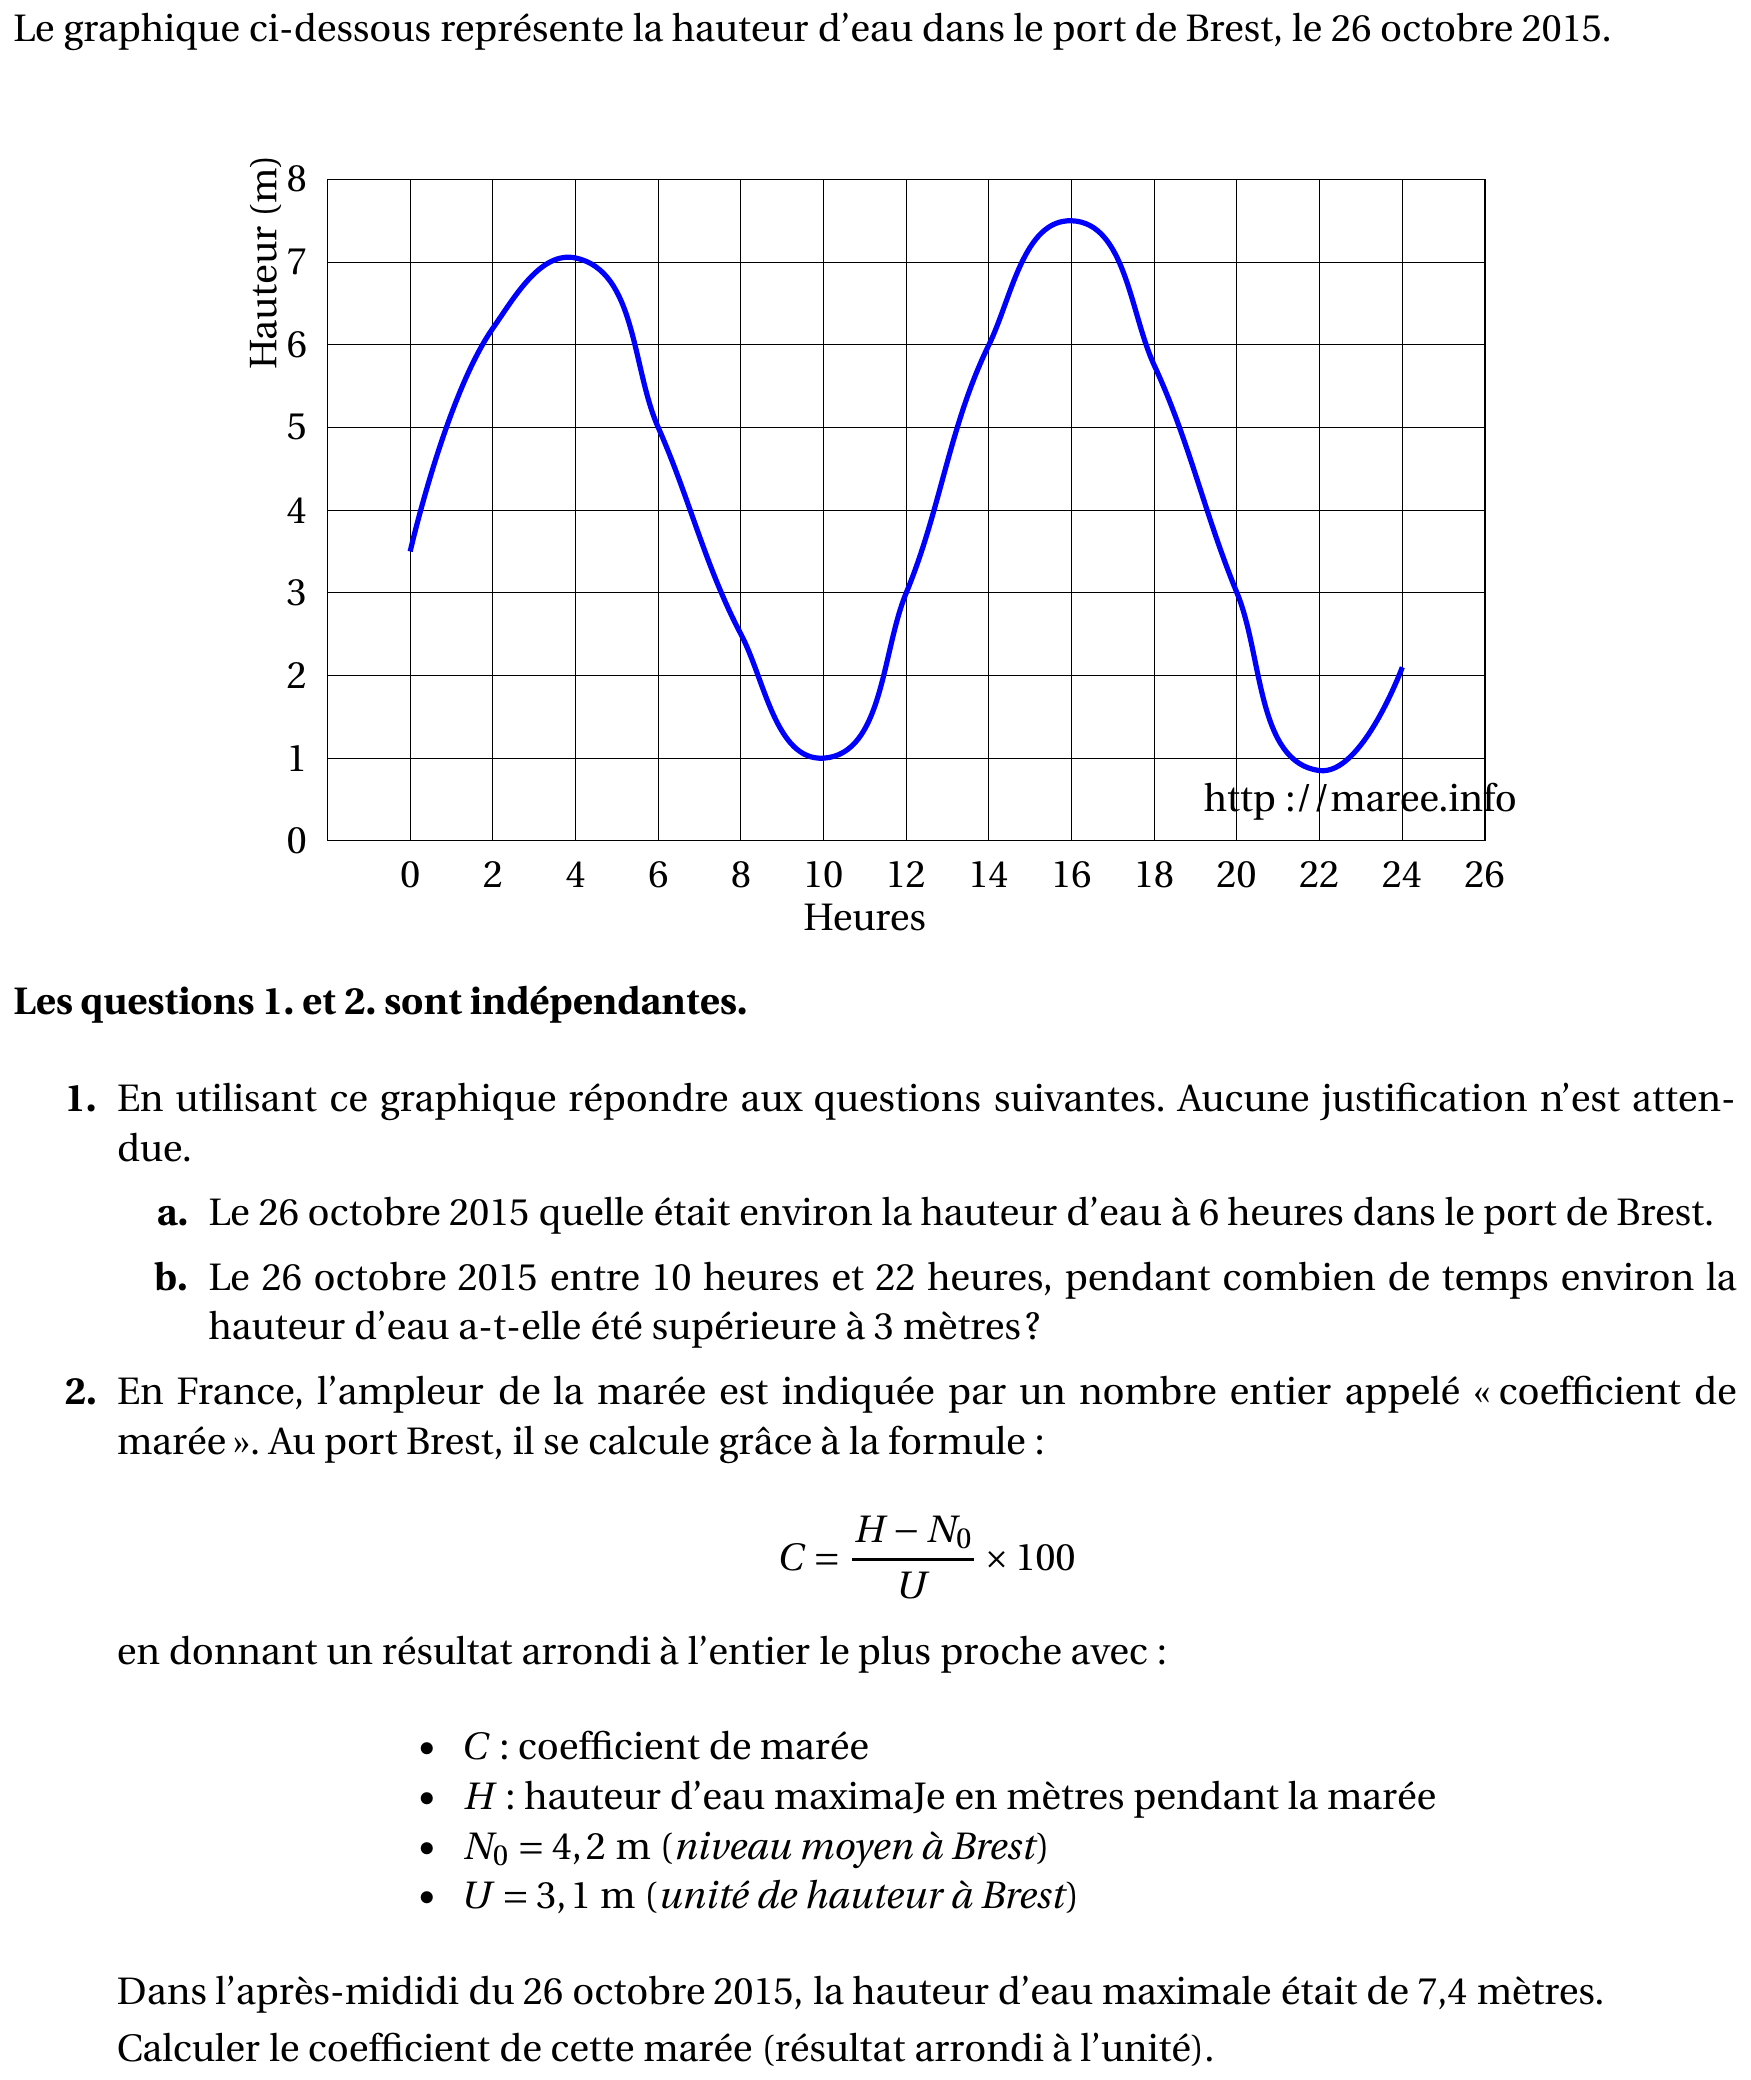 Le graphique ci-dessous représente la hauteur d’eau dans le port de Brest, le 26 octobre 2015.
Hauteur (m)
8
7
6
5
4
3
2
1
0
http ://maree.info
0 2 4 6 8 10 12 14 16 18 20 22 24 26
Heures
Les questions 1. et 2. sont indépendantes.
1. En utilisant ce graphique répondre aux questions suivantes. Aucune justification n’est atten-
due.
a. Le 26 octobre 2015 quelle était environ la hauteur d’eau à 6 heures dans le port de Brest.
b. Le 26 octobre 2015 entre 10 heures et 22 heures, pendant combien de temps environ la
hauteur d’eau a-t-elle été supérieure à 3 mètres ?
2. En France, l’ampleur de la marée est indiquée par un nombre entier appelé « coefficient de
marée ». Au port Brest, il se calcule grâce à la formule :
C = \frac{H − N_0}{U} × 100
en donnant un résultat arrondi à l’entier le plus proche avec :
• C : coefficient de marée
• H : hauteur d’eau maximaJe en mètres pendant la marée
• N_0 = 4,2 m (niveau moyen à Brest)
• U = 3,1 m (unité de hauteur à Brest)
Dans l’après-mididi du 26 octobre 2015, la hauteur d’eau maximale était de 7,4 mètres.
Calculer le coefficient de cette marée (résultat arrondi à l’unité).